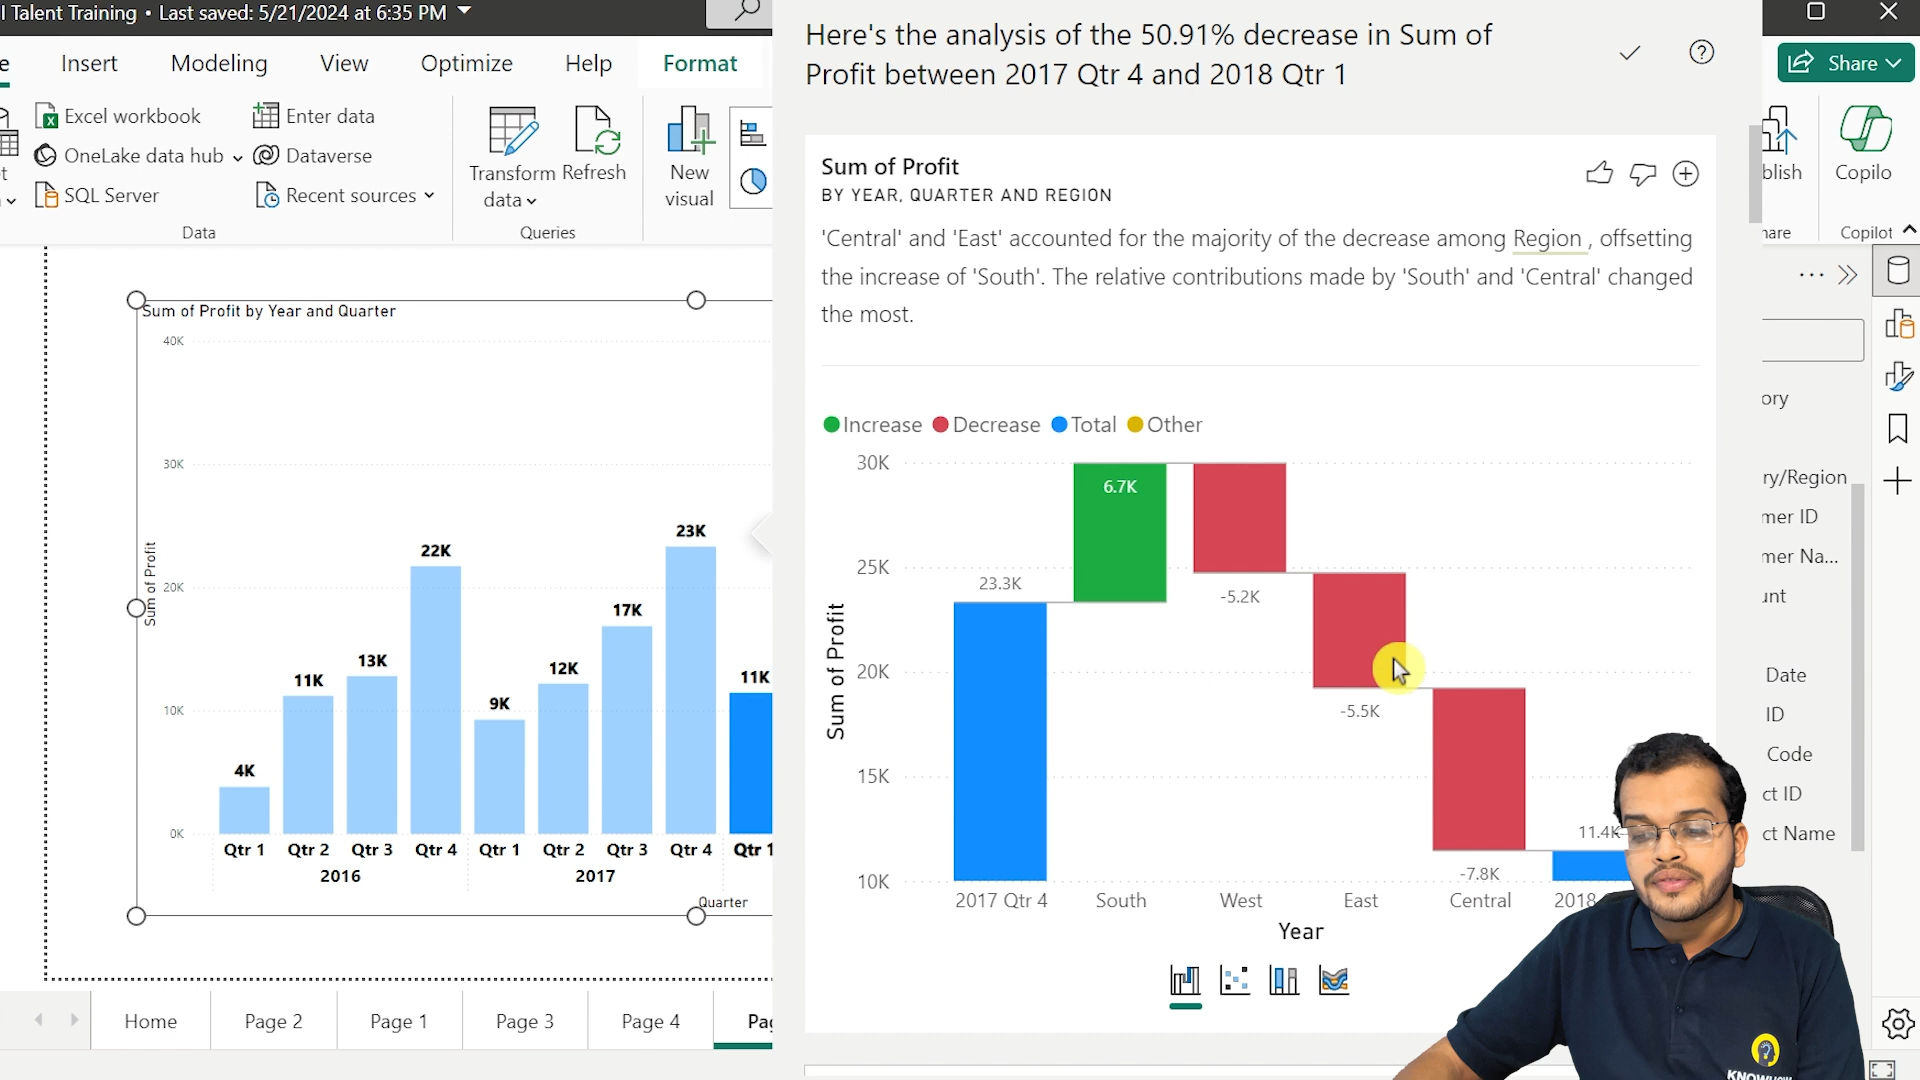 l Talent Training • Last saved: 5/21/2024 at 6:35 PM
Insert
Modeling
View
Optimize
Help
Format
Share
Excel workbook
OneLake data hub
SQL Server
Enter data
Dataverse
Recent sources
Data
Transform data
Refresh
Queries
New visual
blish
Copilo
Copilot
Here's the analysis of the 50.91% decrease in Sum of
Profit between 2017 Qtr 4 and 2018 Qtr 1
Sum of Profit
BY YEAR, QUARTER AND REGION
'Central' and 'East' accounted for the majority of the decrease among Region , offsetting
the increase of 'South'. The relative contributions made by 'South' and 'Central' changed
the most.
Increase Decrease Total Other
Sum of Profit
30K
25K
20K
15K
10K
23.3K
6.7K
-5.2K
-5.5K
-7.8K
11.4K
2017 Qtr 4 South West East Central 2018
Year
Sum of Profit by Year and Quarter
Sum of Profit
40K
30K
20K
10K
0K
4K
11K
13K
22K
9K
12K
17K
23K
11K
Qtr 1 Qtr 2 Qtr 3 Qtr 4 Qtr 1 Qtr 2 Qtr 3 Qtr 4 Qtr 1
2016 2017
Quarter
ory
ry/Region
mer ID
mer Na...
unt
Date
ID
Code
ct ID
ct Name
Home
Page 2
Page 1
Page 3
Page 4
Pag